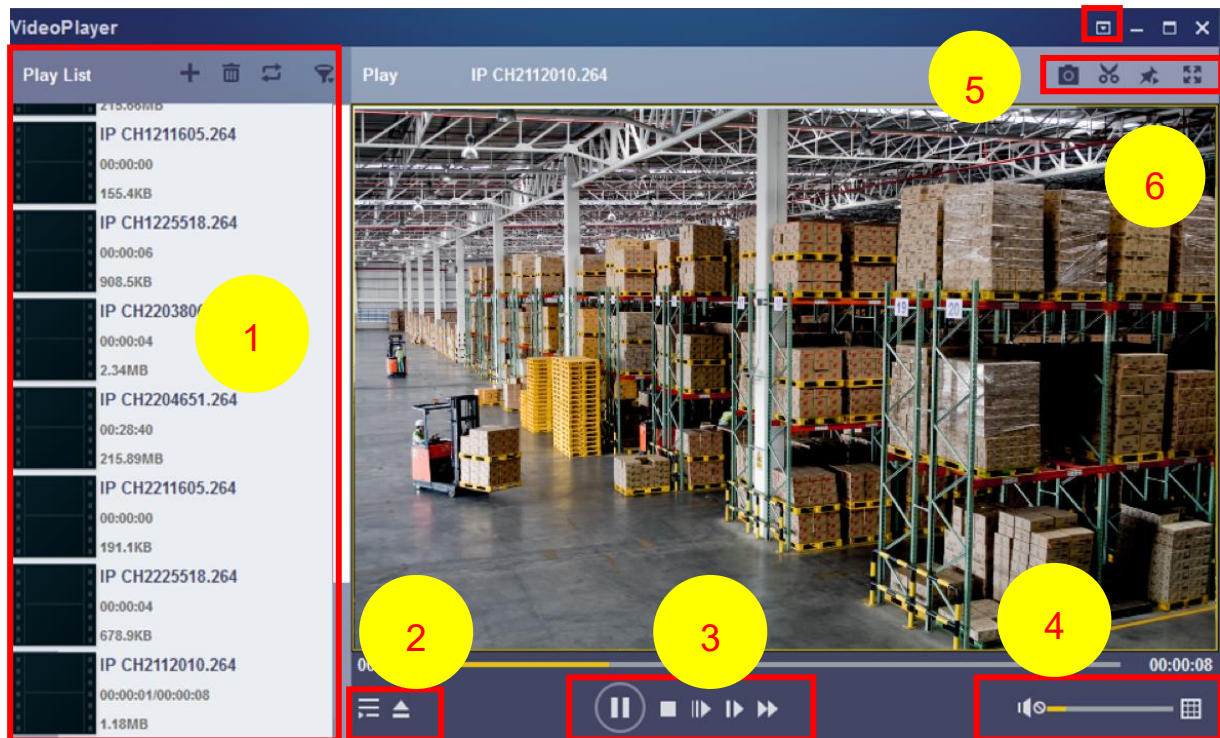 VideoPlayer
Play List
Play IP CH2112010.264
5
6
215.66MB
IP CH1211605.264
00:00:00
155.4KB
IP CH1225518.264
00:00:06
908.5KB
00:00:04
2.34MB
1
IP CH2204651.264
00:28:40
215.89MB
IP CH2211605.264
00:00:00
191.1KB
IP CH2225518.264
00:00:04
678.9KB
IP CH2112010.264
00:00:01/00:00:08
1.18MB
19
20
2
3
4
00:00:08